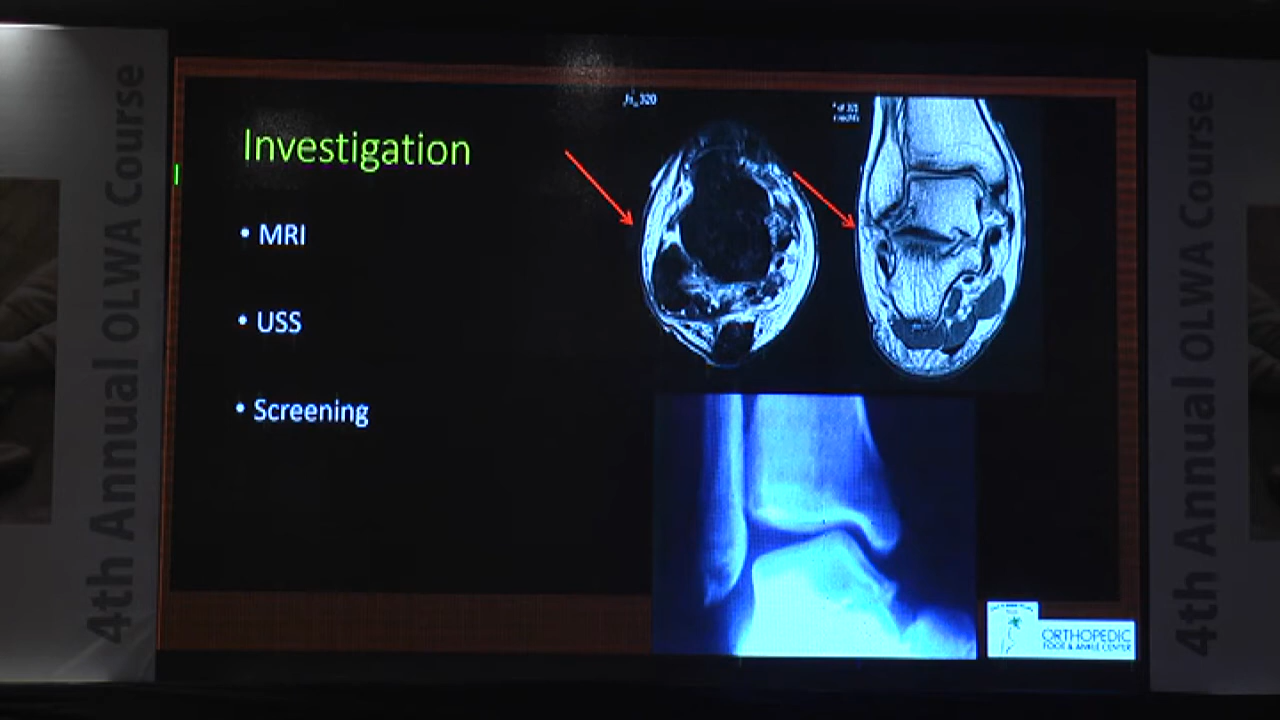 4th Annual OLWA Course
Investigation
• MRI
• USS
• Screening
ORTHOPEDIC
FOOT & ANKLE CENTER
4th Annual OLWA Course